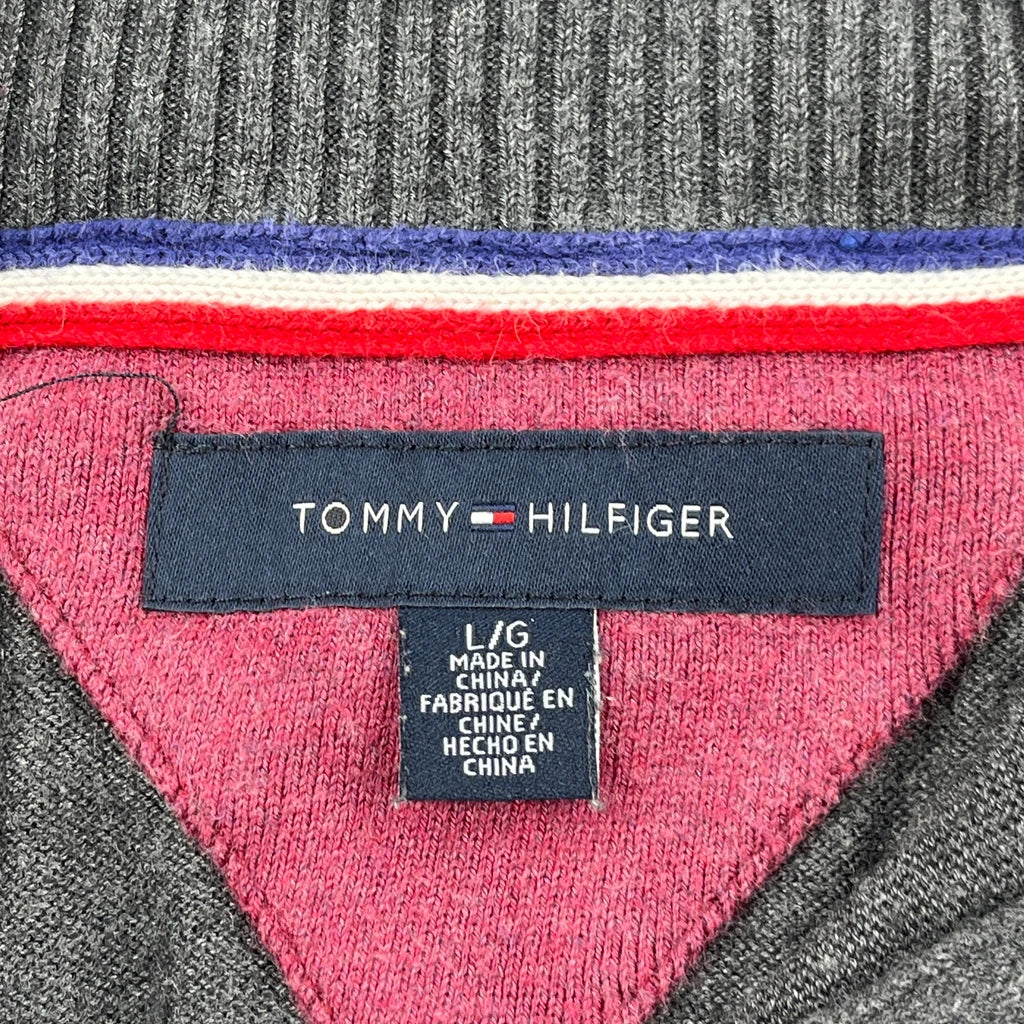 TOMMY HILFIGER
L/G
MADE IN
CHINA/
FABRIQUÉ EN
CHINE/
HECHO EN
CHINA